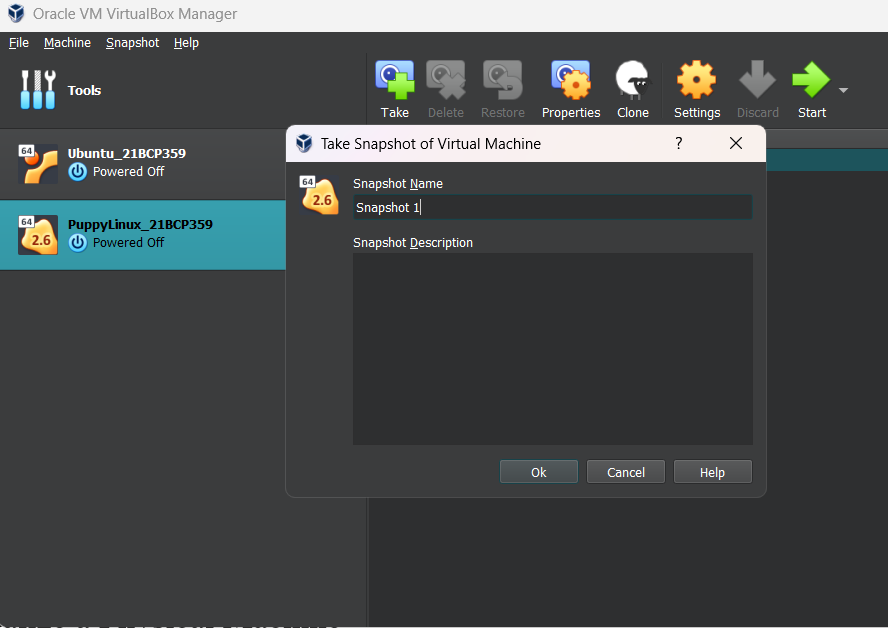 Oracle VM VirtualBox Manager
File Machine Snapshot Help
Tools
Take Delete Restore Properties Clone Settings Discard Start
64
Ubuntu_21BCP359
Powered Off
64
2.6
PuppyLinux_21BCP359
Powered Off
Take Snapshot of Virtual Machine ?
64
2.6
Snapshot Name
Snapshot 1
Snapshot Description
Ok Cancel Help